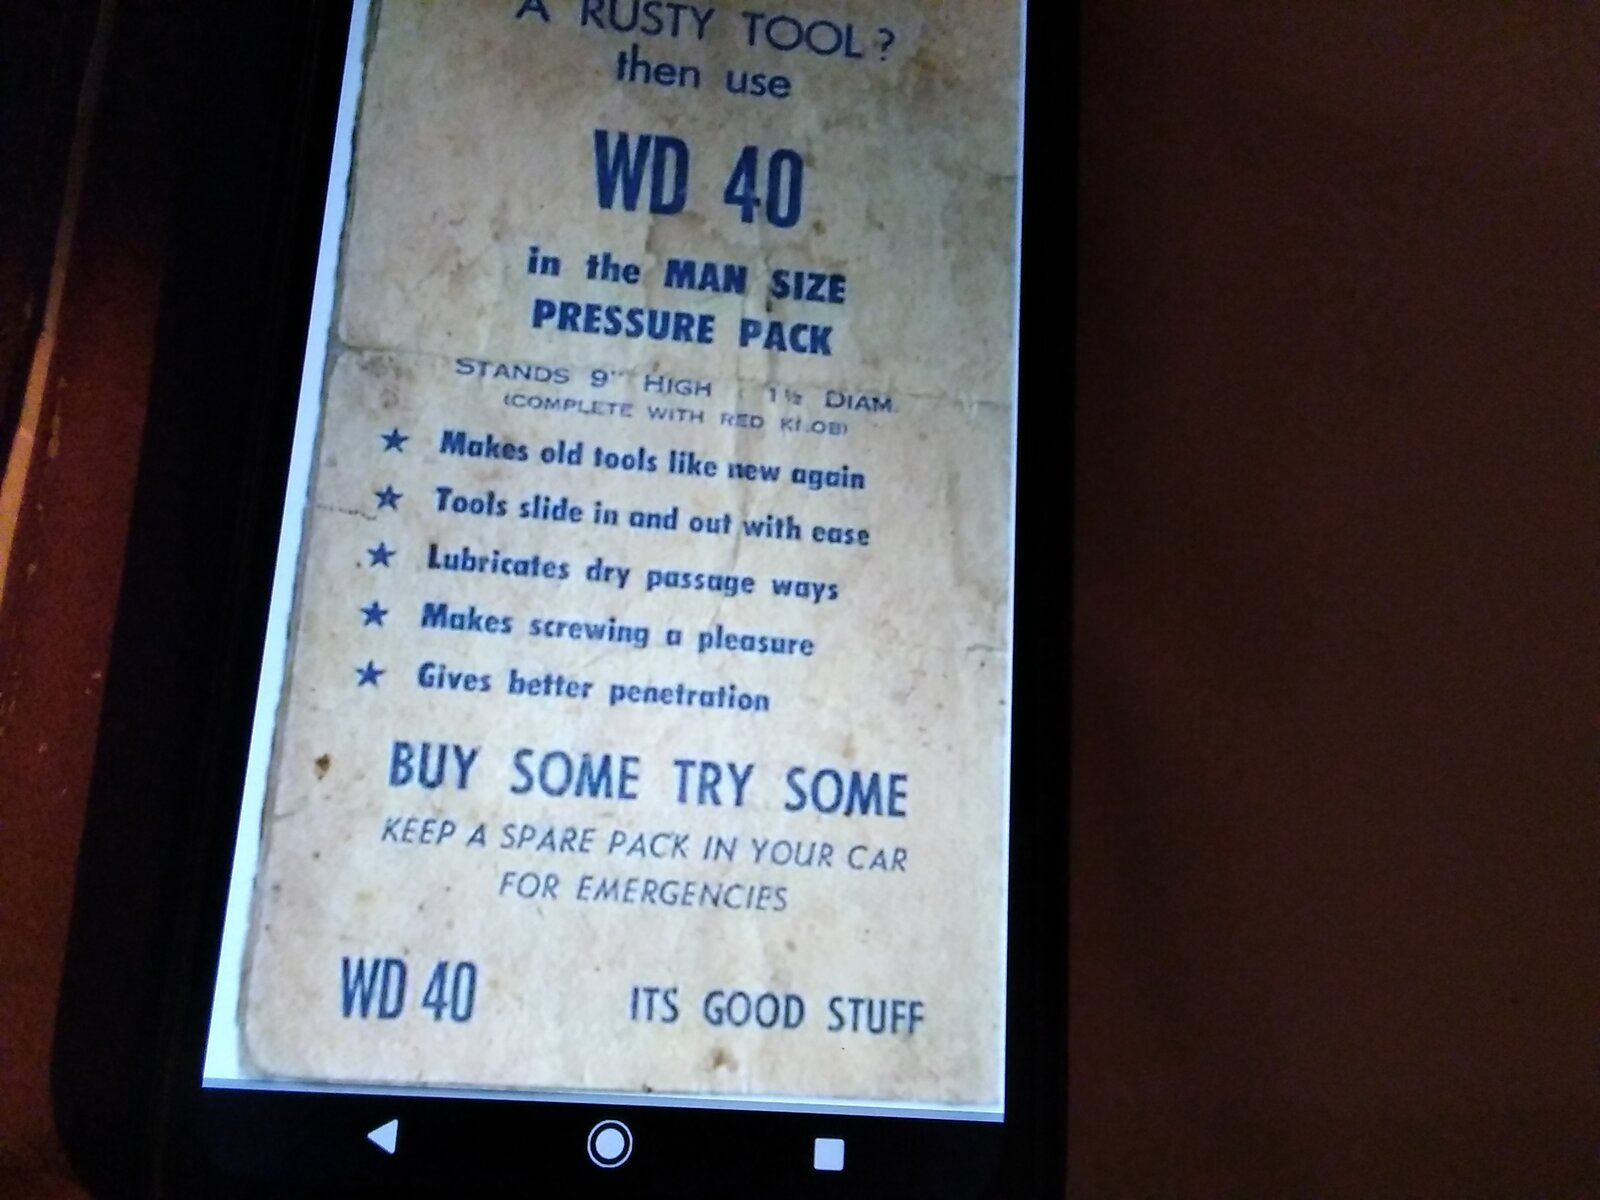 A RUSTY TOOL?
then use
WD 40
in the MAN SIZE
PRESSURE PACK
STANDS 9" HIGH 1½ DIAM.
(COMPLETE WITH RED KNOB)
★ Makes old tools like new again
★ Tools slide in and out with ease
★ Lubricates dry passage ways
★ Makes screwing a pleasure
★ Gives better penetration
BUY SOME TRY SOME
KEEP A SPARE PACK IN YOUR CAR
FOR EMERGENCIES
WD 40 ITS GOOD STUFF